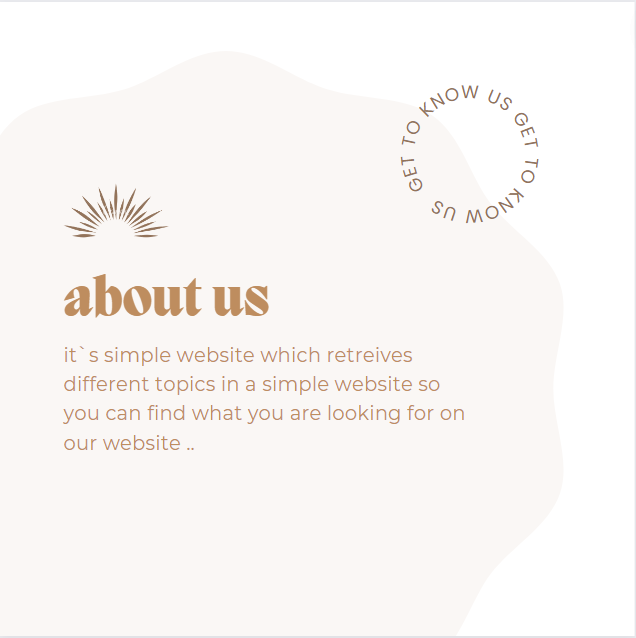 GET TO KNOW US GET TO KNOW US
about us
it`s simple website which retreives
different topics in a simple website so
you can find what you are looking for on
our website ..